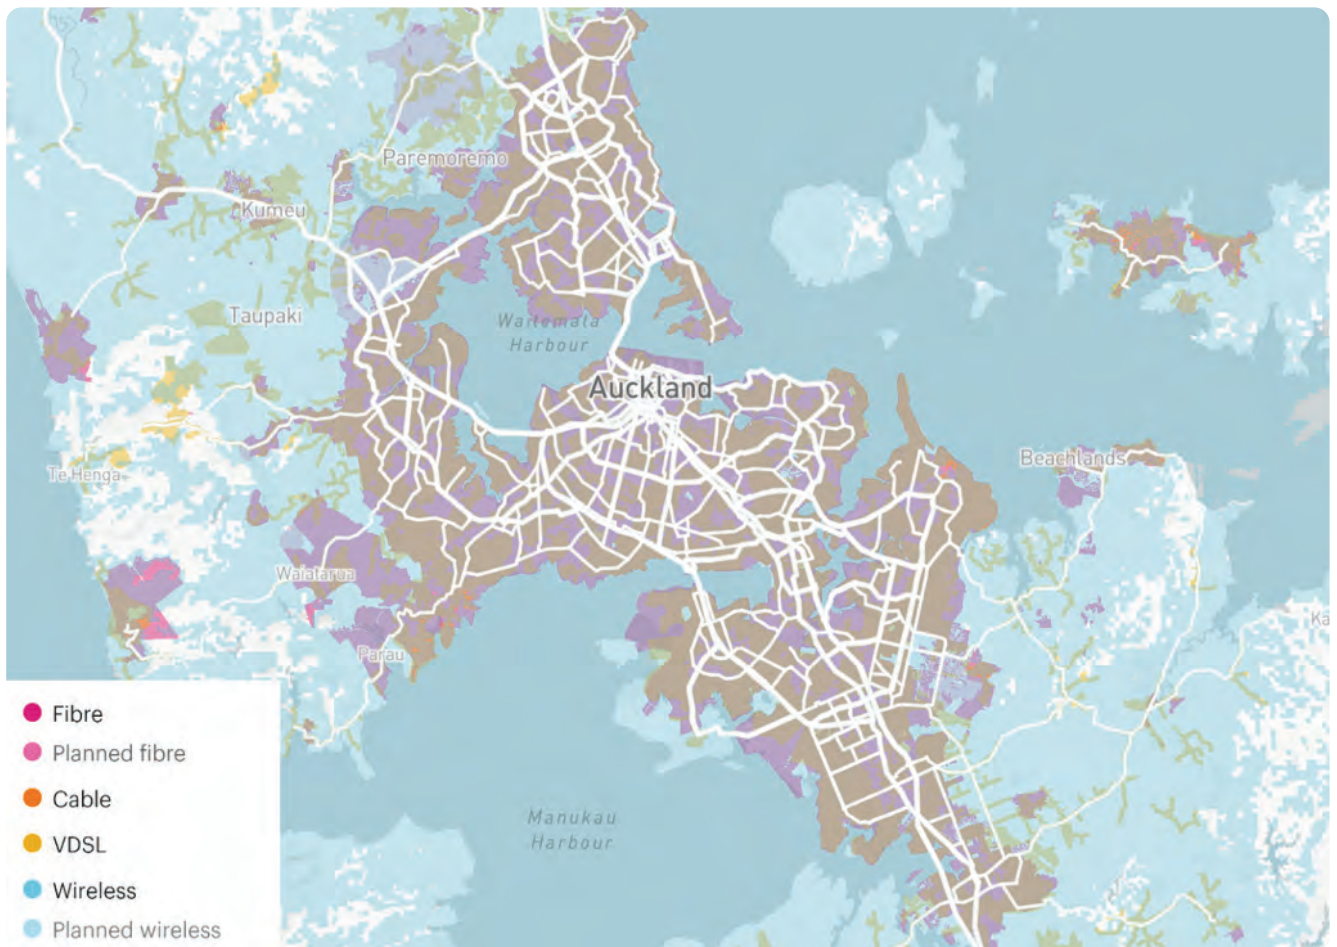 Paremoremo
Kumeu
Taupaki
Waitemata
Harbour
Auckland
Te Henga
Beachlands
Waiatarua
Ka
Parau
Fibre
Planned fibre
Cable
VDSL
Wireless
Planned wireless
Manukau
Harbour